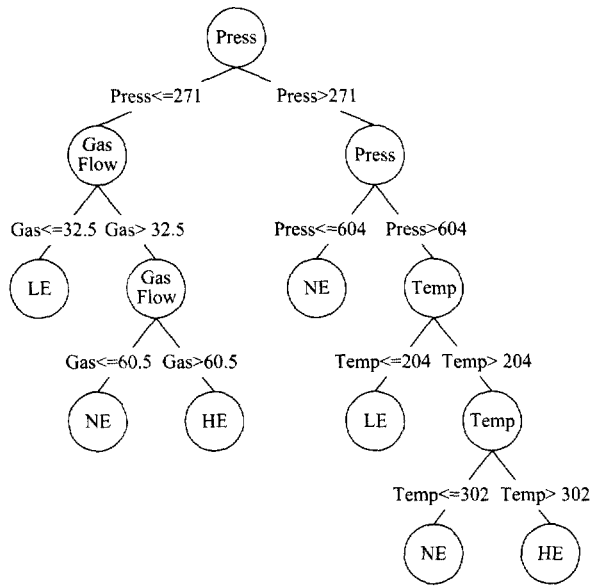 Press
Press<=271 Press>271
Gas
Flow
Press
Gas<=32.5 Gas> 32.5
Press<=604 Press>604
LE
Gas
Flow
NE
Temp
Gas<=60.5 Gas>60.5
Temp<=204 Temp> 204
NE
HE
LE
Temp
Temp<=302 Temp> 302
NE
HE